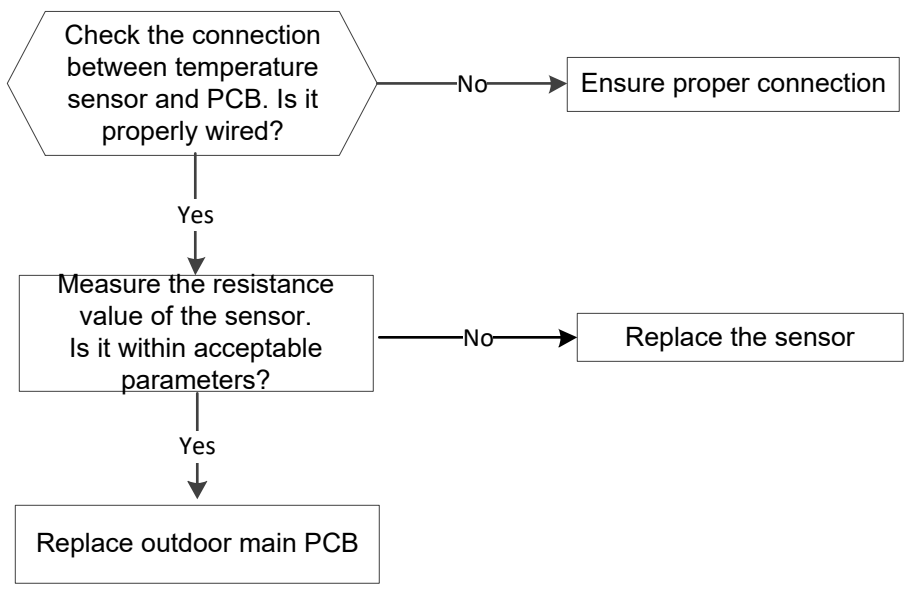 Check the connection
between temperature
sensor and PCB. Is it
properly wired?
No
Ensure proper connection
Yes
Measure the resistance
value of the sensor.
Is it within acceptable
parameters?
No
Replace the sensor
Yes
Replace outdoor main PCB